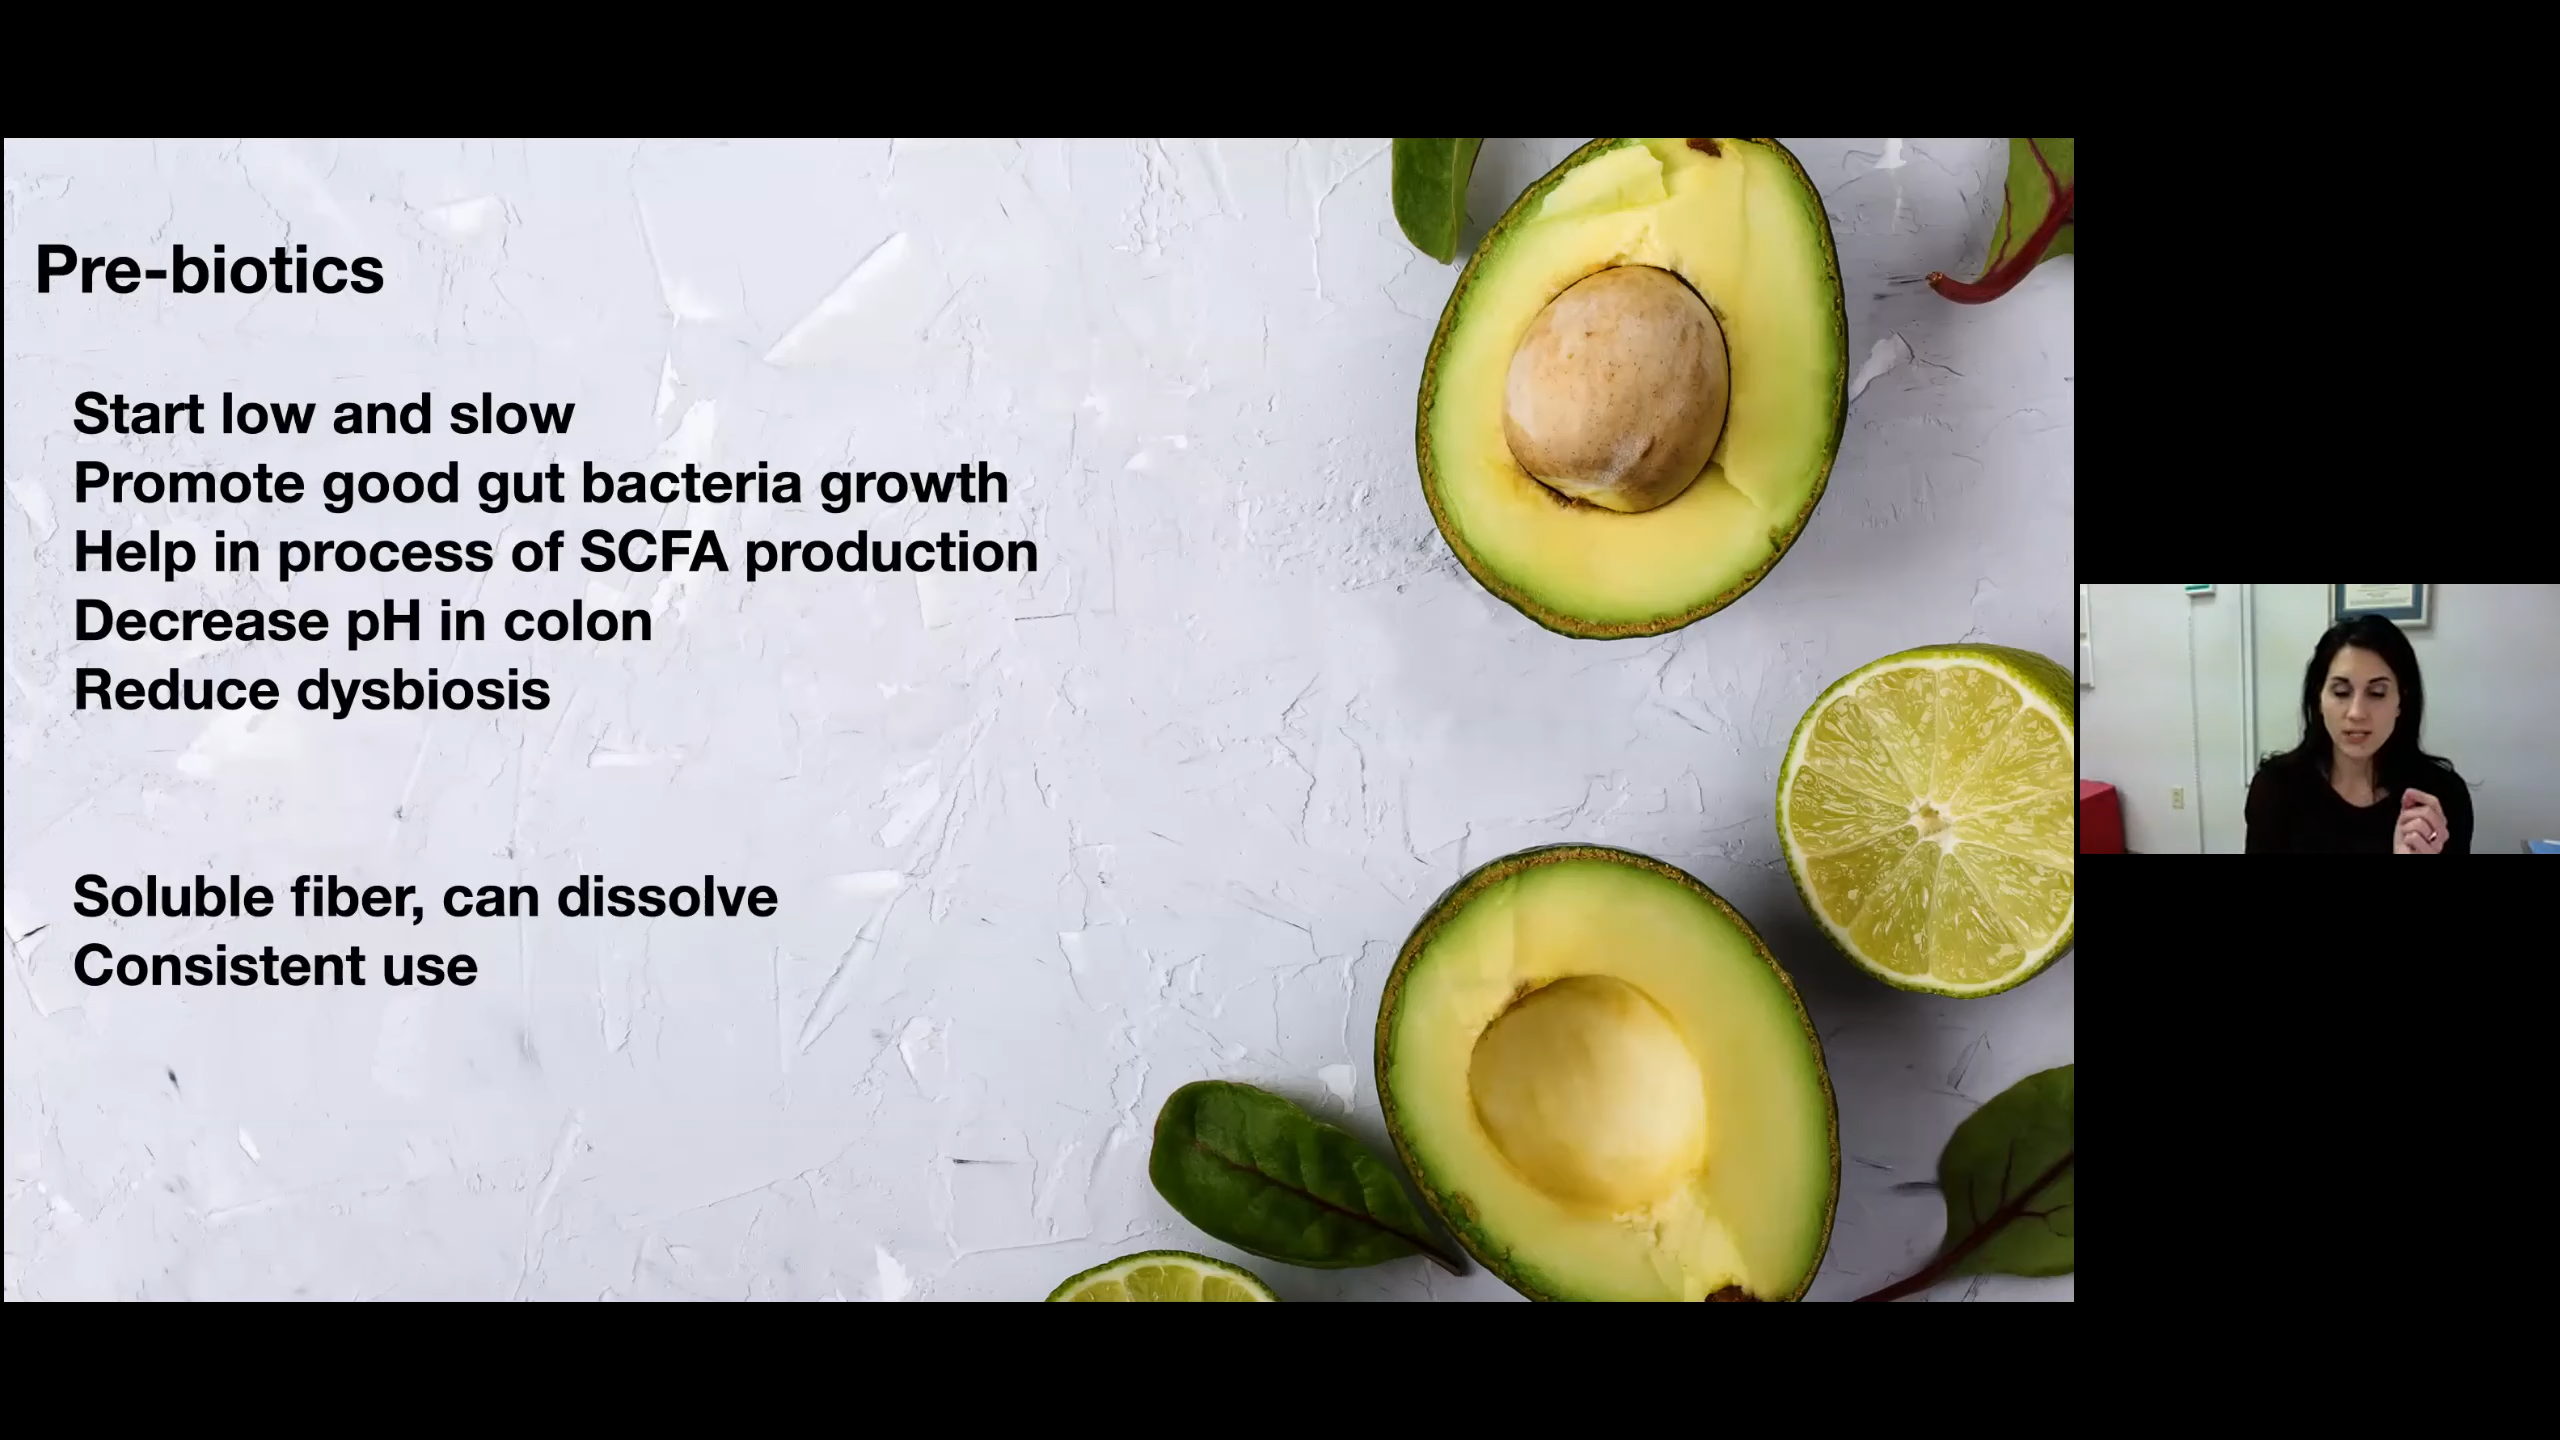 Pre-biotics
Start low and slow
Promote good gut bacteria growth
Help in process of SCFA production
Decrease pH in colon
Reduce dysbiosis
Soluble fiber, can dissolve
Consistent use